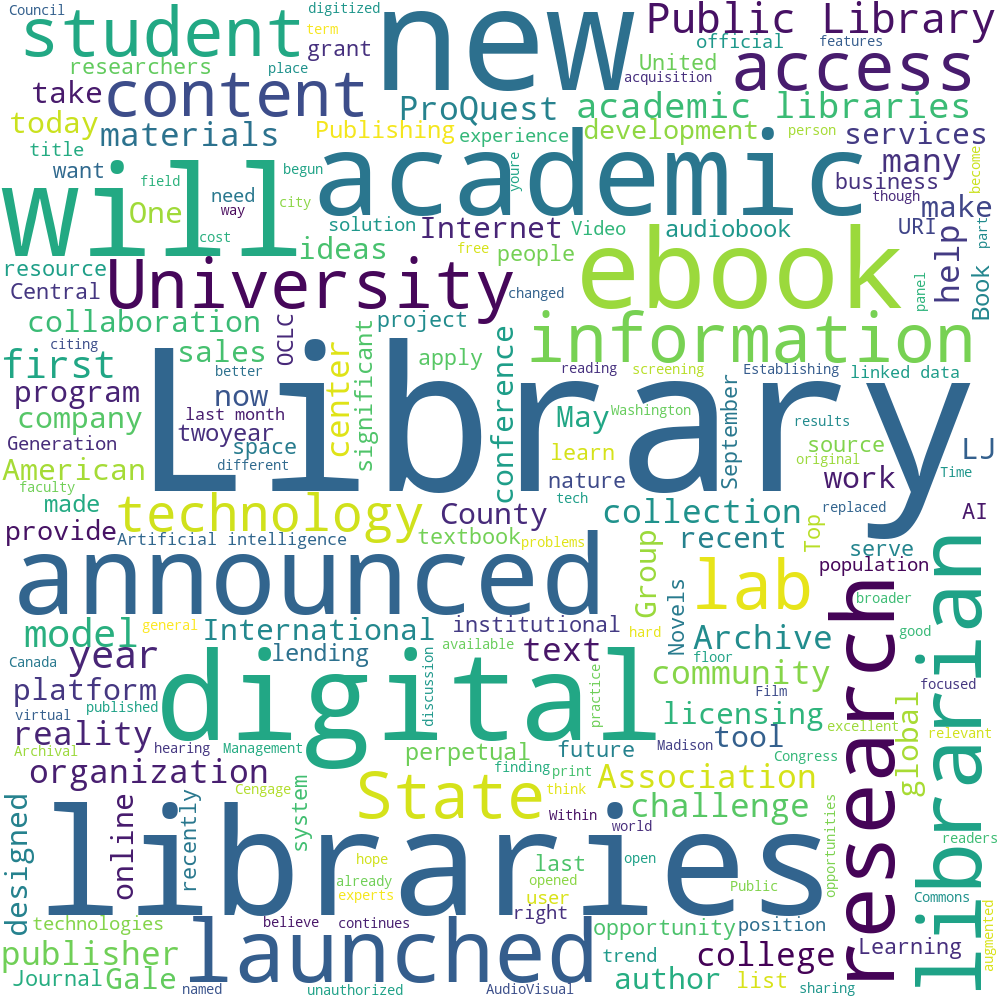 Council
digitized
new
Public Library
student
term
grant
official
features
researchers
place
United
access
content
acquisition
take
ProQuest
academic libraries
today
materials
Publishing
experience
development
person
services
title
want
begun
academic
youre
many
become
will
field
need
business
though
One
way
city
make
solution
Internet
Video
audiobook
URI
help
part
cost
ideas
free
people
ebook
resource
University
Central
changed
panel
Book
collaboration
OCLC
project
information
citing
first
sales
center
significant
apply
conference
better
reading
screening
Establishing
linked data
program
now
last month
Library
May
Washington
September
results
company
twoyear
Generation
space
learn
source
LJ
different
original
American
nature
work
Time
faculty
tech
made
technology
County
collection
replaced
AI
provide
Artificial intelligence
textbook
problems
recent
Top
serve
announced
Group
lab
population
research
librarian
broader
model
general
International
institutional
hard
Novels
Archive
good
Canada
year
lending
available
text
floor
platform
digital
discussion
practice
community
Film
focused
virtual
published
licensing
global
reality
Archival
hearing
Management
perpetual
future
Madison
tool
excellent
relevant
Congress
organization
finding
print
Cengage
State
think
Association
designed
online
recently
system
Within
challenge
opportunities
libraries
world
readers
hope
last
open
already
opened
Public
experts
user
Commons
technologies
believe
continues
right
opportunity
position
augmented
publisher
launched
trend
college
Learning
Journal
Gale
author
list
named
unauthorized
AudioVisual
sharing